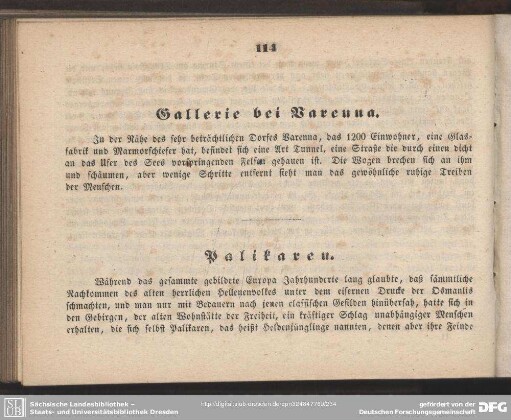 114
Gallerie bei Varenna.
In der Nähe des sehr beträchtlichen Dorfes Varenna, das 1200 Einwohner, eine Glas-
fabrik und Marmorschiefer hat, befindet sich eine Art Tunnel, eine Straße die durch einen dicht
an das Ufer des Sees vorspringenden Felsen gehauen ist. Die Wogen brechen sich an ihm
und schäumen, aber wenige Schritte entfernt sieht man das gewöhnliche ruhige Treiben
der Menschen.
Palikaren.
Während das gesammte gebildete Europa Jahrhunderte lang glaubte, daß sämmtliche
Nachkommen des alten herrlichen Hellenenvolkes unter dem eisernen Drucke der Osmanlis
schmachten, und man nur mit Bedauern nach jenen classischen Gefilden hinübersah, hatte sich in
den Gebirgen, der alten Wohnstätte der Freiheit, ein kräftiger Schlag unabhängiger Menschen
erhalten, die sich selbst Palikaren, das heißt Heldenjünglinge nannten, denen aber ihre Feinde
SLUB
Sächsische Landesbibliothek –
Staats- und Universitätsbibliothek Dresden
gefördert von der
Deutschen Forschungsgemeinschaft
DFG